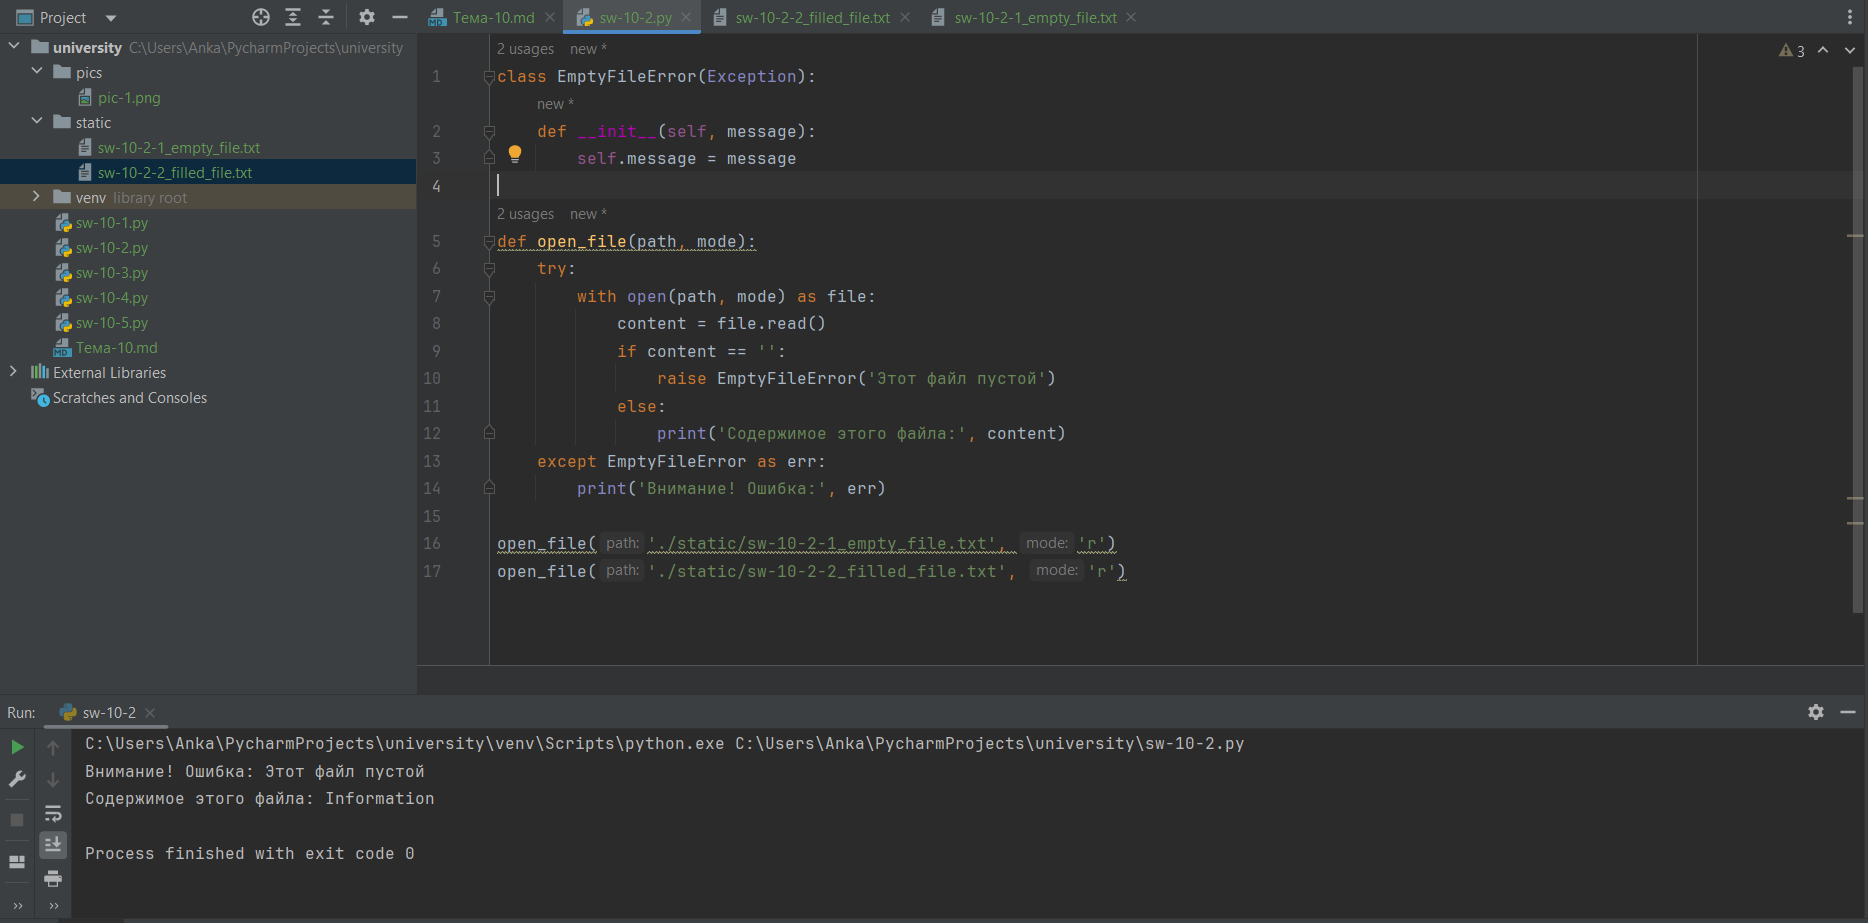 Project
university C:\Users\Anka\PycharmProjects\university
pics
pic-1.png
static
sw-10-2-1_empty_file.txt
sw-10-2-2_filled_file.txt
venv library root
sw-10-1.py
sw-10-2.py
sw-10-3.py
sw-10-4.py
sw-10-5.py
Тема-10.md
External Libraries
Scratches and Consoles
Тема-10.md sw-10-2.py sw-10-2-2_filled_file.txt sw-10-2-1_empty_file.txt
3
2 usages new *
1 class EmptyFileError(Exception):
new *
2 def __init__(self, message):
3 self.message = message
4
2 usages new *
5 def open_file(path, mode):
6 try:
7 with open(path, mode) as file:
8 content = file.read()
9 if content == '':
10 raise EmptyFileError('Этот файл пустой')
11 else:
12 print('Содержимое этого файла:', content)
13 except EmptyFileError as err:
14 print('Внимание! Ошибка:', err)
15
16 open_file( path: './static/sw-10-2-1_empty_file.txt', mode: 'r')
17 open_file( path: './static/sw-10-2-2_filled_file.txt', mode: 'r')
Run: sw-10-2
C:\Users\Anka\PycharmProjects\university\venv\Scripts\python.exe C:\Users\Anka\PycharmProjects\university\sw-10-2.py
Внимание! Ошибка: Этот файл пустой
Содержимое этого файла: Information
Process finished with exit code 0